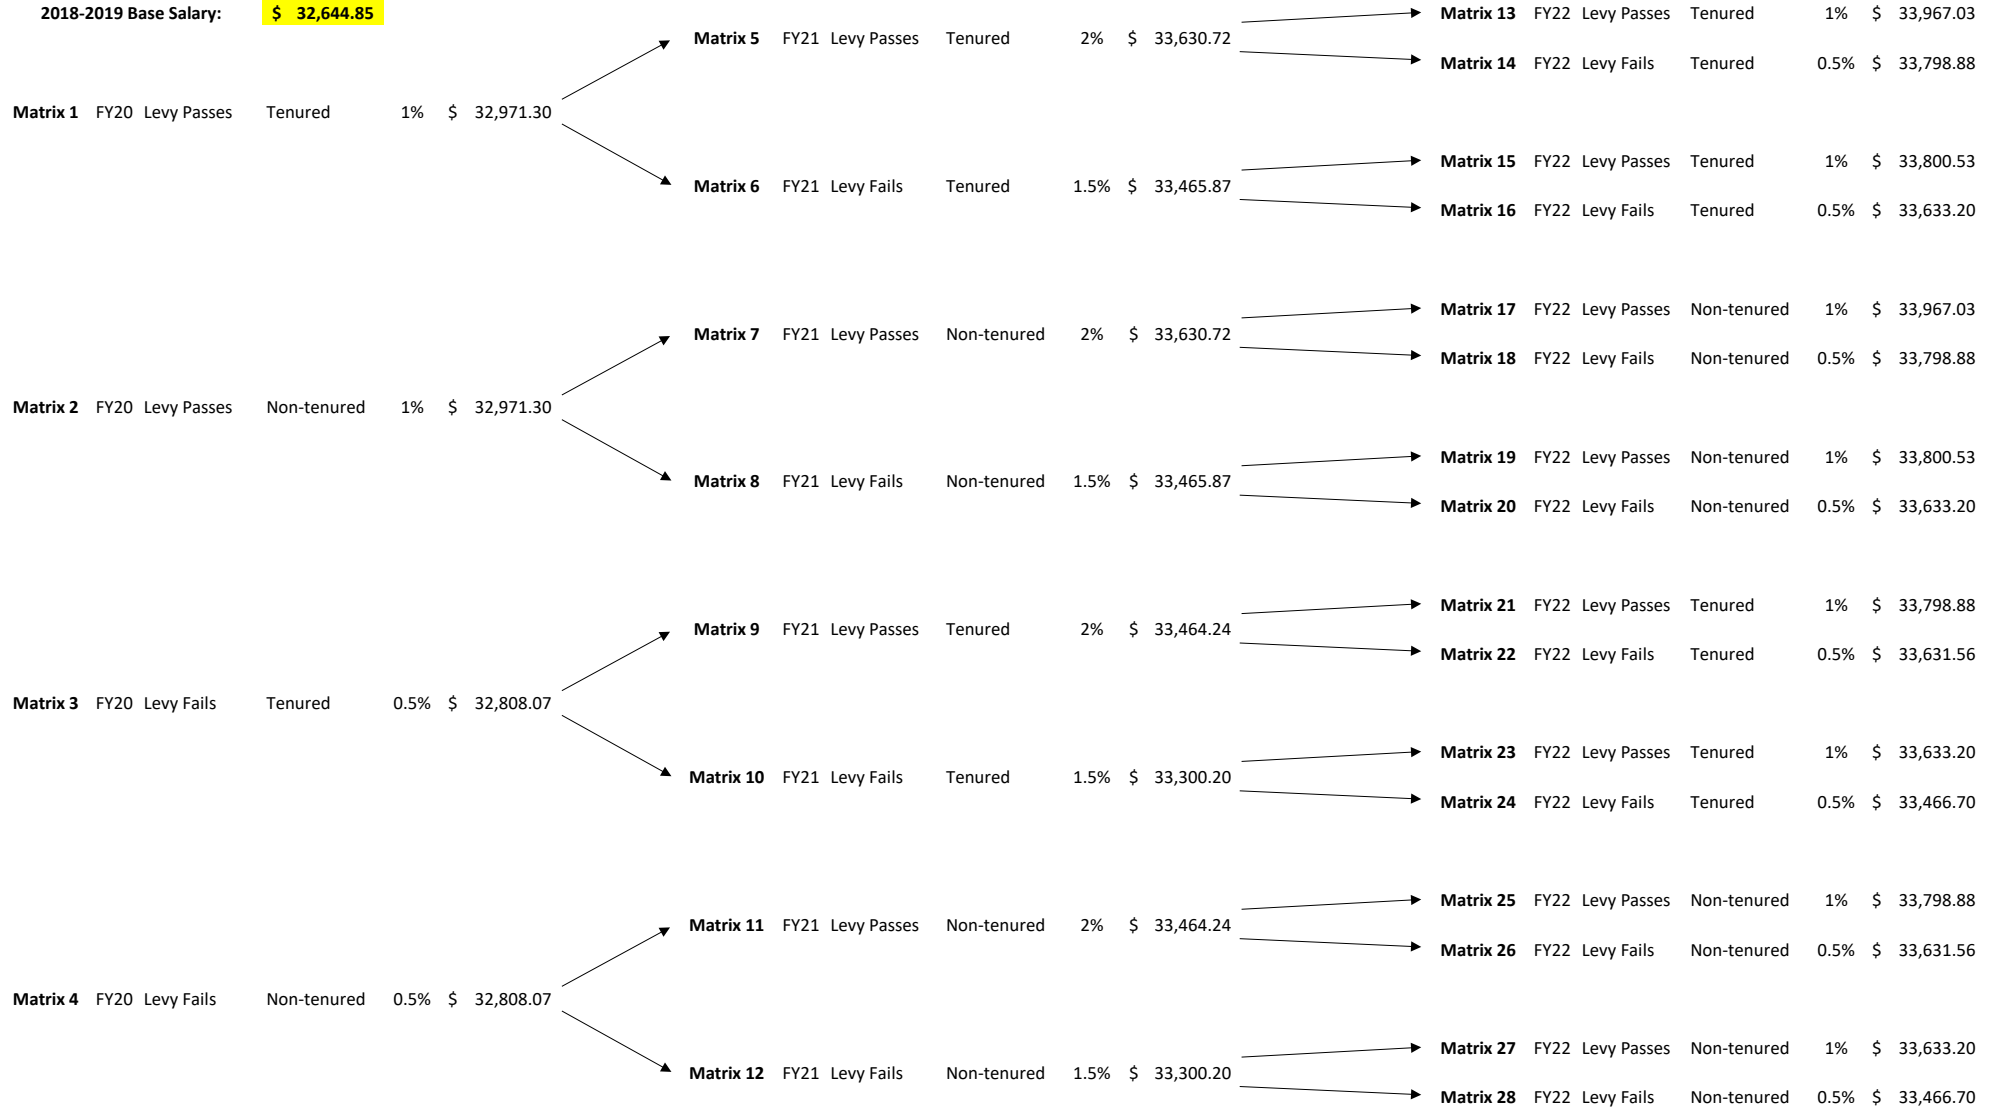 2018-2019 Base Salary: $ 32,644.85
Matrix 13 FY22 Levy Passes Tenured 1% $ 33,967.03
Matrix 5 FY21 Levy Passes Tenured 2% $ 33,630.72
Matrix 14 FY22 Levy Fails Tenured 0.5% $ 33,798.88
Matrix 1 FY20 Levy Passes Tenured 1% $ 32,971.30
Matrix 15 FY22 Levy Passes Tenured 1% $ 33,800.53
Matrix 6 FY21 Levy Fails Tenured 1.5% $ 33,465.87
Matrix 16 FY22 Levy Fails Tenured 0.5% $ 33,633.20
Matrix 17 FY22 Levy Passes Non-tenured 1% $ 33,967.03
Matrix 7 FY21 Levy Passes Non-tenured 2% $ 33,630.72
Matrix 18 FY22 Levy Fails Non-tenured 0.5% $ 33,798.88
Matrix 2 FY20 Levy Passes Non-tenured 1% $ 32,971.30
Matrix 19 FY22 Levy Passes Non-tenured 1% $ 33,800.53
Matrix 8 FY21 Levy Fails Non-tenured 1.5% $ 33,465.87
Matrix 20 FY22 Levy Fails Non-tenured 0.5% $ 33,633.20
Matrix 21 FY22 Levy Passes Tenured 1% $ 33,798.88
Matrix 9 FY21 Levy Passes Tenured 2% $ 33,464.24
Matrix 22 FY22 Levy Fails Tenured 0.5% $ 33,631.56
Matrix 3 FY20 Levy Fails Tenured 0.5% $ 32,808.07
Matrix 23 FY22 Levy Passes Tenured 1% $ 33,633.20
Matrix 10 FY21 Levy Fails Tenured 1.5% $ 33,300.20
Matrix 24 FY22 Levy Fails Tenured 0.5% $ 33,466.70
Matrix 25 FY22 Levy Passes Non-tenured 1% $ 33,798.88
Matrix 11 FY21 Levy Passes Non-tenured 2% $ 33,464.24
Matrix 26 FY22 Levy Fails Non-tenured 0.5% $ 33,631.56
Matrix 4 FY20 Levy Fails Non-tenured 0.5% $ 32,808.07
Matrix 27 FY22 Levy Passes Non-tenured 1% $ 33,633.20
Matrix 12 FY21 Levy Fails Non-tenured 1.5% $ 33,300.20
Matrix 28 FY22 Levy Fails Non-tenured 0.5% $ 33,466.70